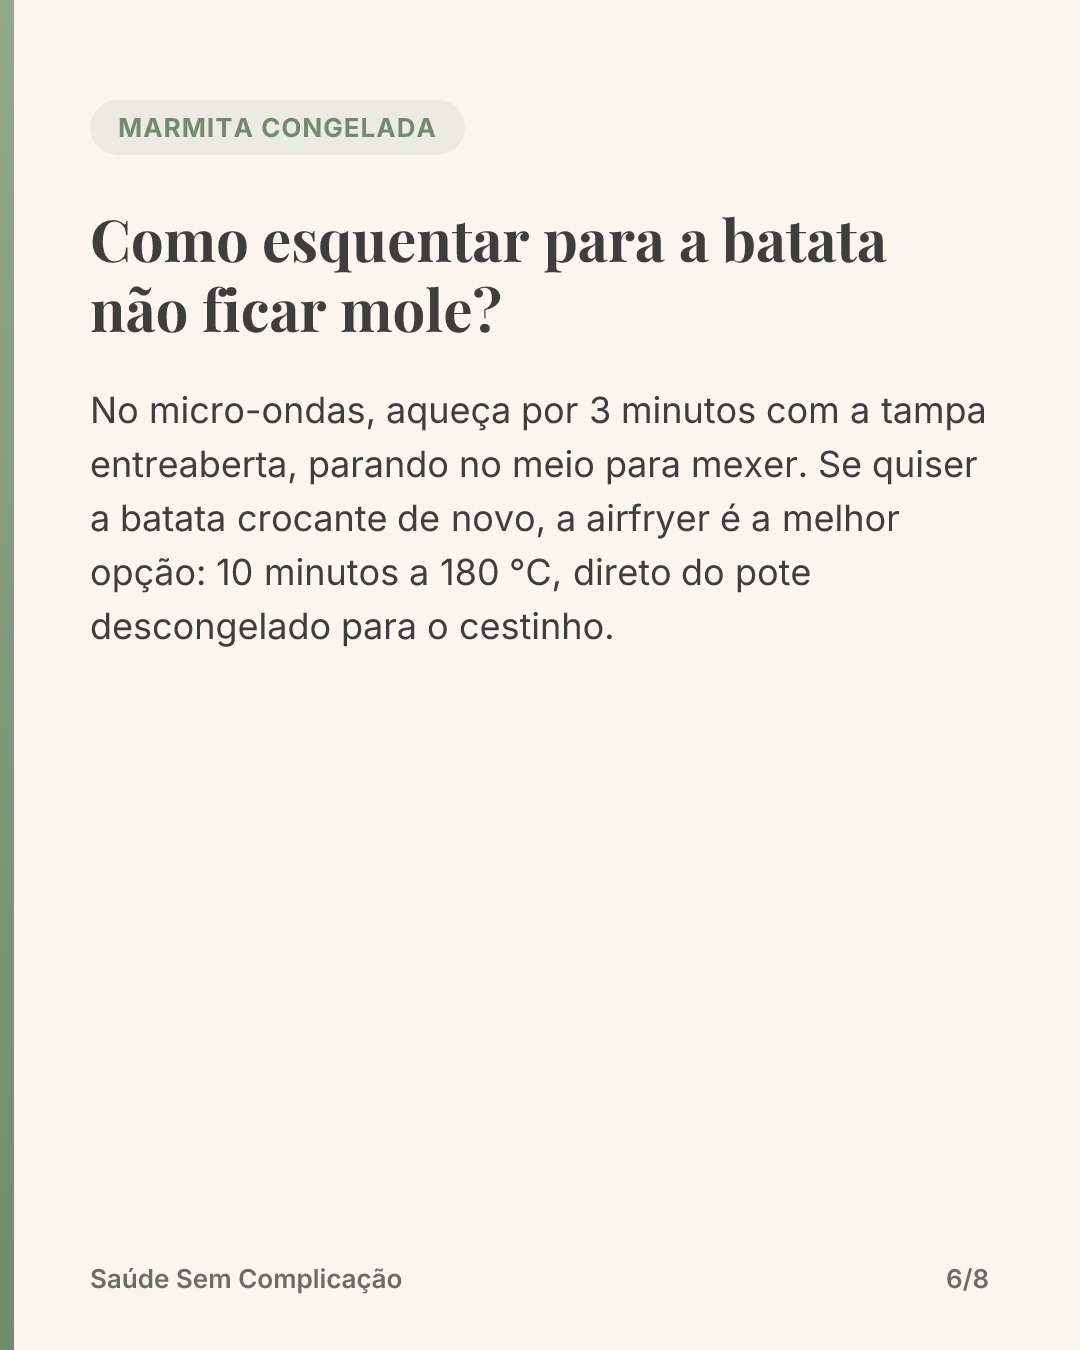 MARMITA CONGELADA
Como esquentar para a batata
não ficar mole?
No micro-ondas, aqueça por 3 minutos com a tampa
entreaberta, parando no meio para mexer. Se quiser
a batata crocante de novo, a airfryer é a melhor
opção: 10 minutos a 180 °C, direto do pote
descongelado para o cestinho.
Saúde Sem Complicação
6/8